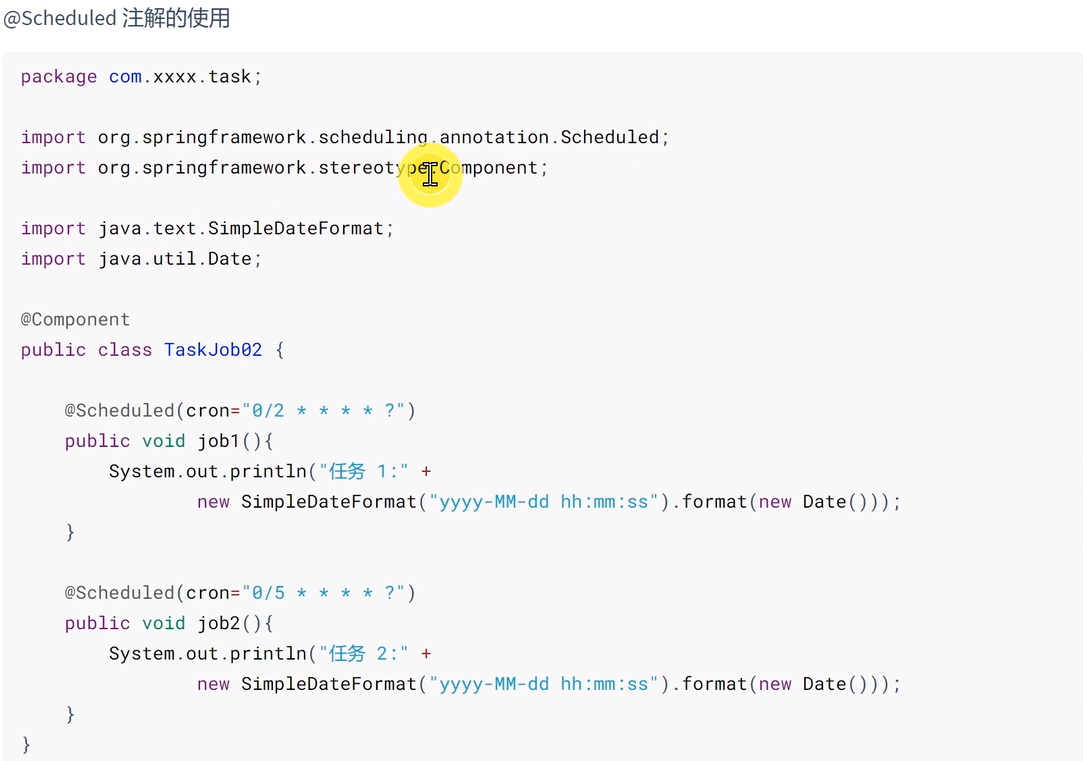 @Scheduled 注解的使用
package com.xxxx.task;
import org.springframework.scheduling.annotation.Scheduled;
import org.springframework.stereotype.Component;
import java.text.SimpleDateFormat;
import java.util.Date;
@Component
public class TaskJob02 {
@Scheduled(cron="0/2 * * * * ?")
public void job1(){
System.out.println("任务 1:" +
new SimpleDateFormat("yyyy-MM-dd hh:mm:ss").format(new Date()));
}
@Scheduled(cron="0/5 * * * * ?")
public void job2(){
System.out.println("任务 2:" +
new SimpleDateFormat("yyyy-MM-dd hh:mm:ss").format(new Date()));
}
}